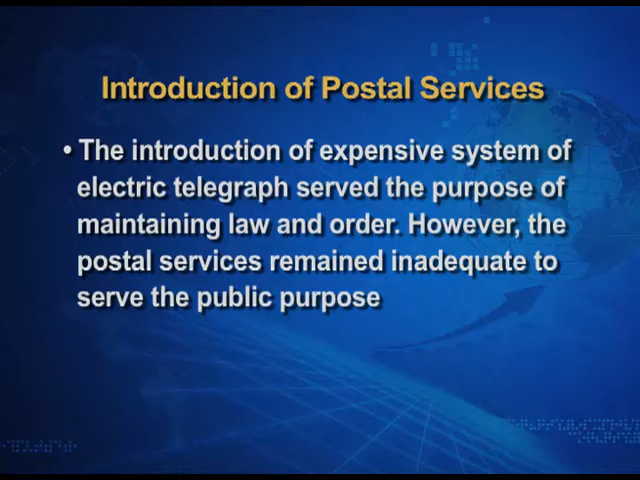 Introduction of Postal Services
• The introduction of expensive system of
electric telegraph served the purpose of
maintaining law and order. However, the
postal services remained inadequate to
serve the public purpose